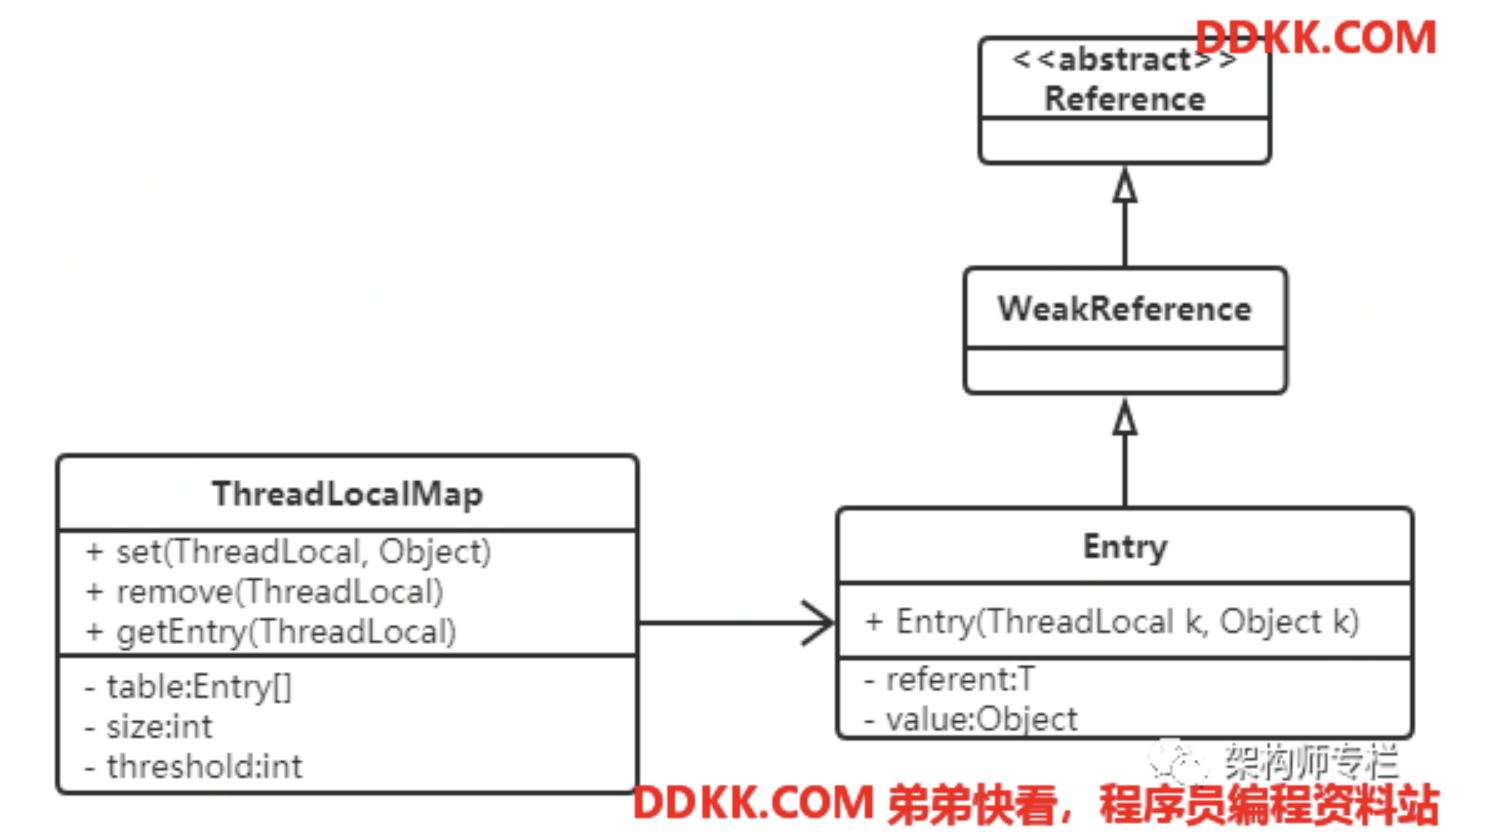 DDKK.COM
<<abstract>>
Reference
WeakReference
ThreadLocalMap
+ set(ThreadLocal, Object)
+ remove(ThreadLocal)
+ getEntry(ThreadLocal)
- table:Entry[]
- size:int
- threshold:int
Entry
+ Entry(ThreadLocal k, Object k)
- referent:T
- value:Object
架构师专栏
DDKK.COM 弟弟快看，程序员编程资料站